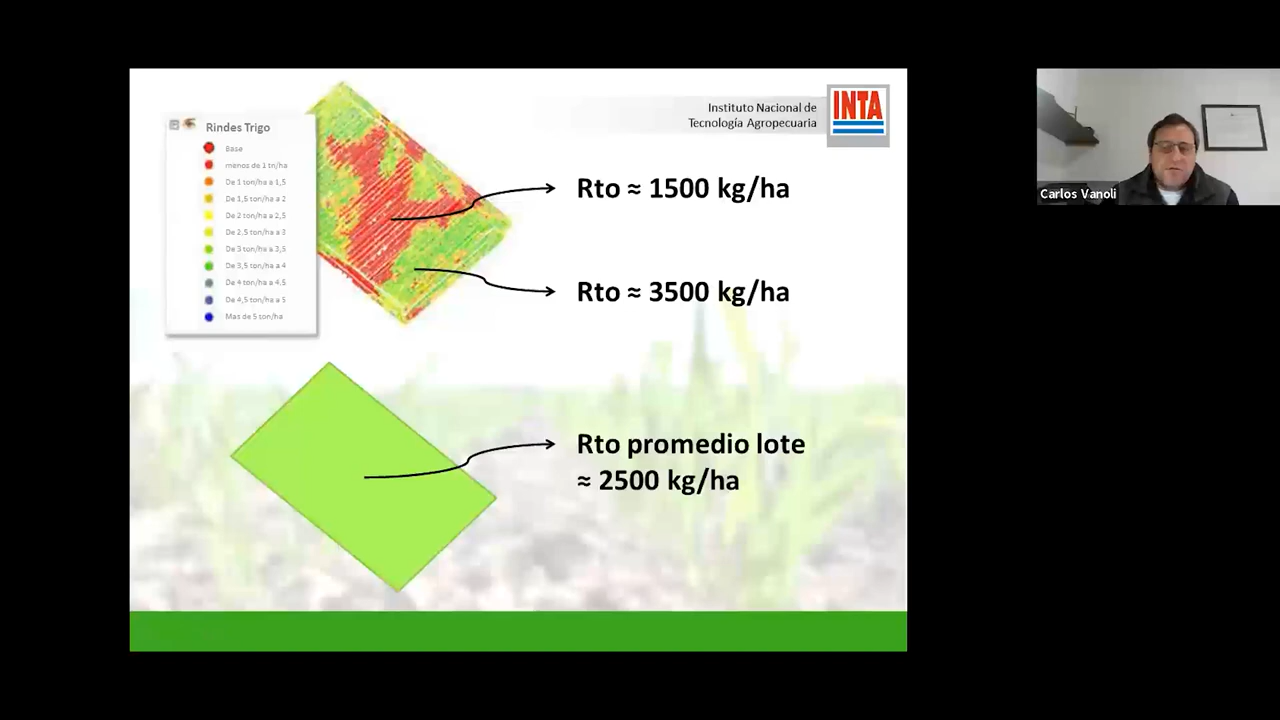 Instituto Nacional de
Tecnología Agropecuaria
INTA
Rindes Trigo
Base
menos de 1 tn/ha
De 1 ton/ha a 1,5
De 1,5 ton/ha a 2
De 2 ton/ha a 2,5
De 2,5 ton/ha a 3
De 3 ton/ha a 3,5
De 3,5 ton/ha a 4
De 4 ton/ha a 4,5
De 4,5 ton/ha a 5
Mas de 5 ton/ha
Rto ≈ 1500 kg/ha
Rto ≈ 3500 kg/ha
Rto promedio lote
≈ 2500 kg/ha
Carlos Vanoli